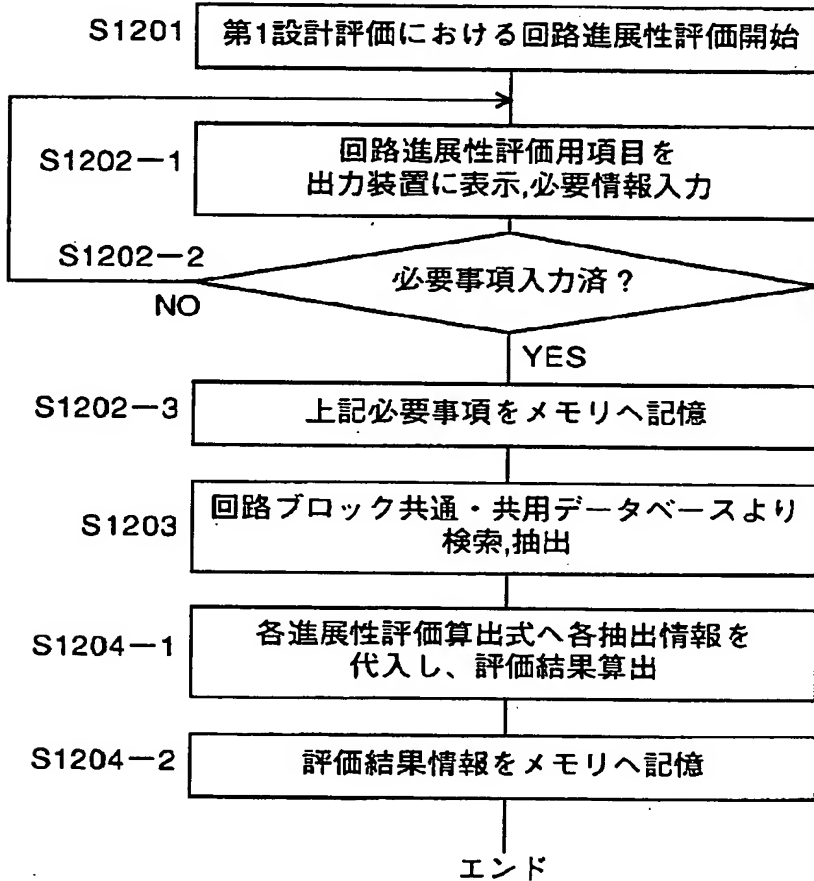 S1201
第1設計評価における回路進展性評価開始
S1202-1
回路進展性評価用項目を
出力装置に表示,必要情報入力
S1202-2
必要事項入力済？
NO
YES
S1202-3
上記必要事項をメモリへ記憶
S1203
回路ブロック共通・共用データベースより
検索,抽出
S1204-1
各進展性評価算出式へ各抽出情報を
代入し、評価結果算出
S1204-2
評価結果情報をメモリへ記憶
エンド